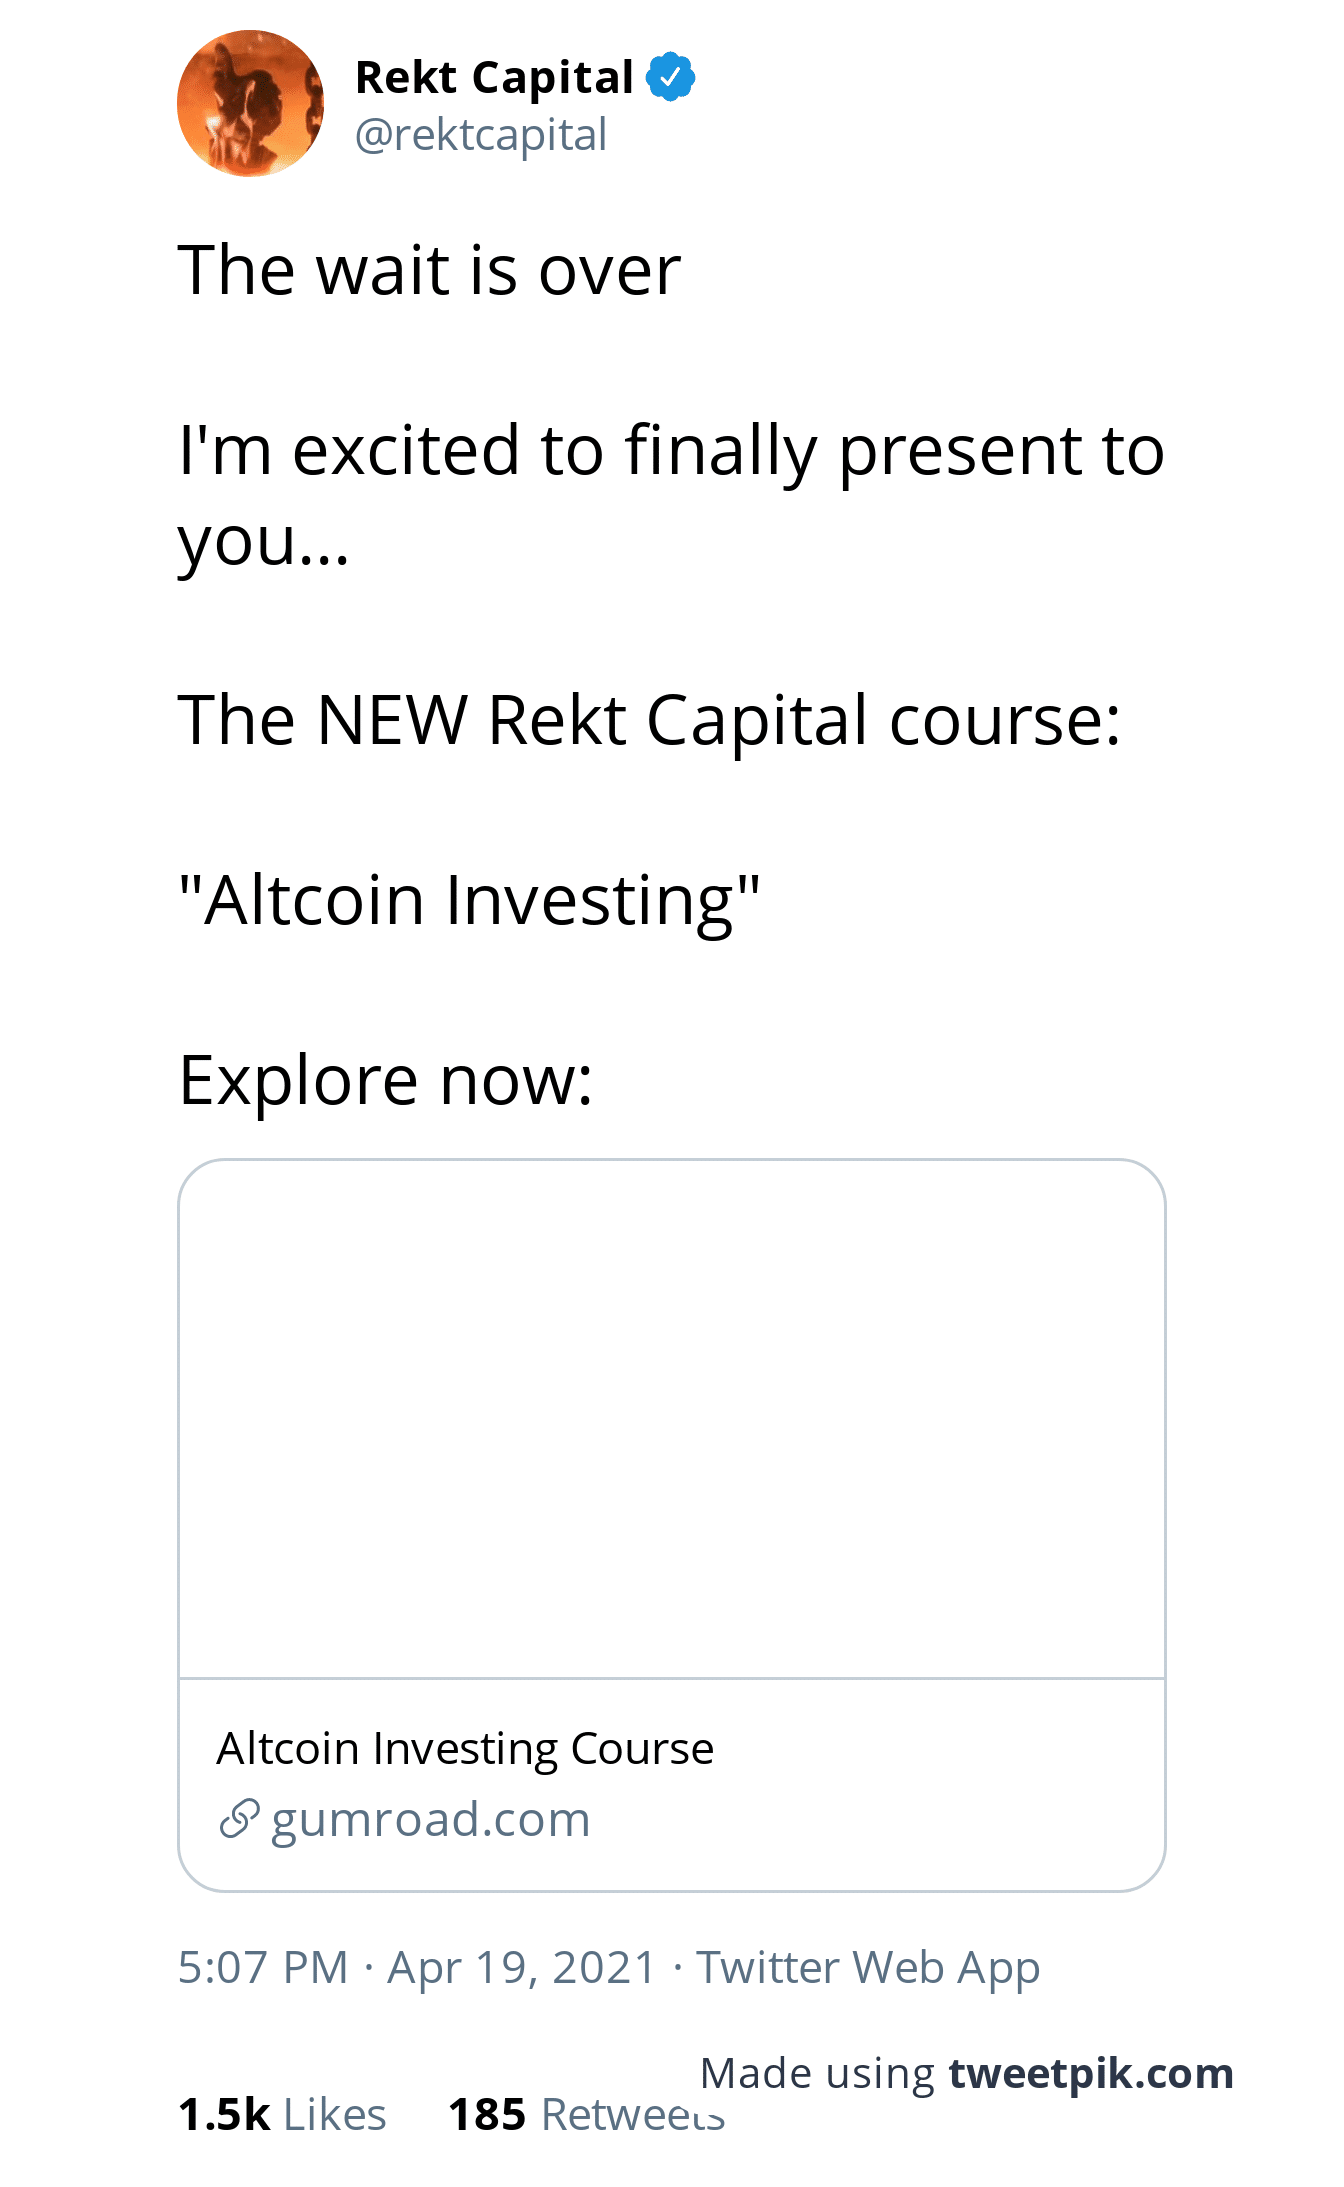 Rekt Capital
@rektcapital
The wait is over
I'm excited to finally present to
you...
The NEW Rekt Capital course:
"Altcoin Investing"
Explore now:
Altcoin Investing Course
gumroad.com
5:07 PM · Apr 19, 2021 · Twitter Web App
Made using tweetpik.com
1.5k Likes 185 Retweets